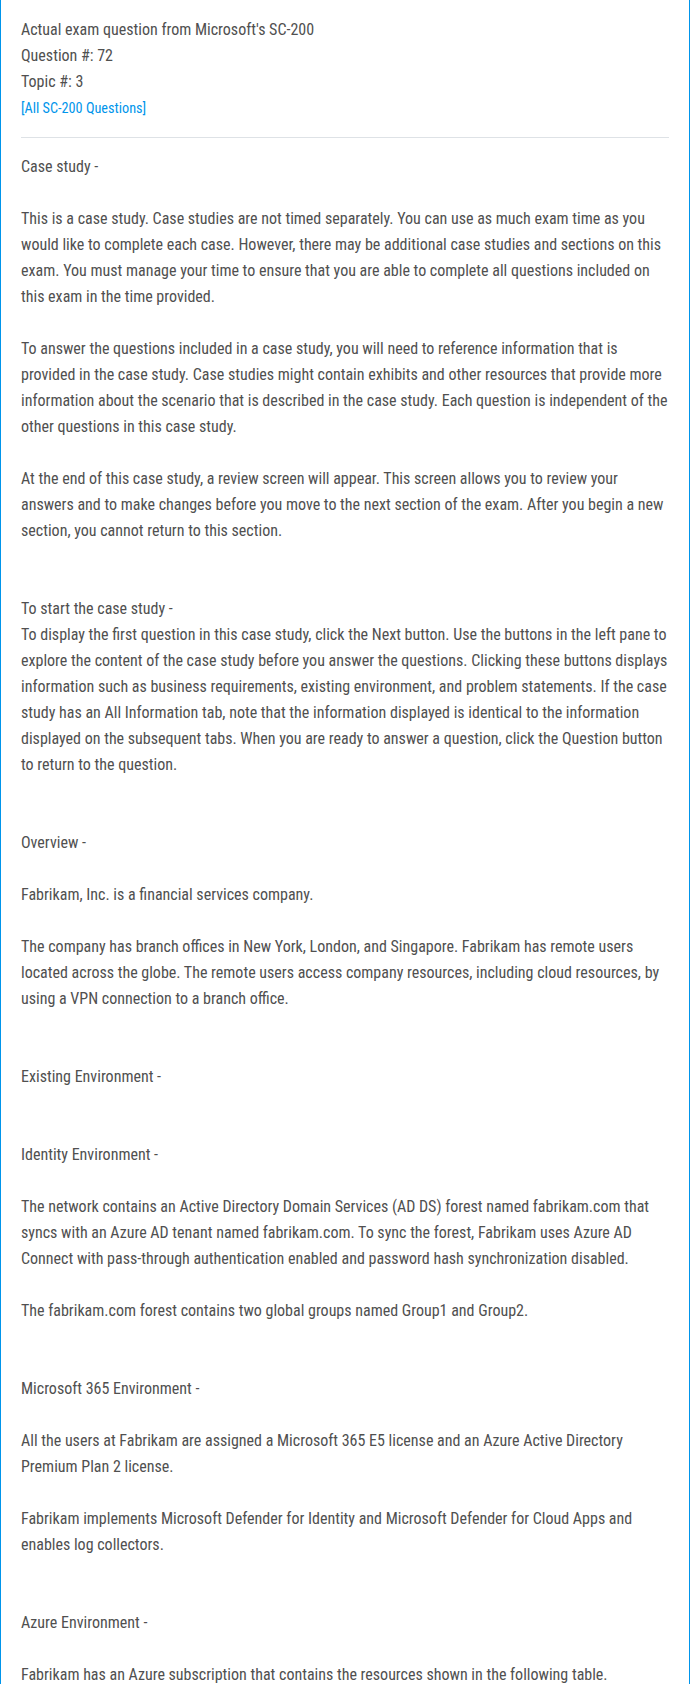 Actual exam question from Microsoft's SC-200
Question #: 72
Topic #: 3
[All SC-200 Questions]
Case study -
This is a case study. Case studies are not timed separately. You can use as much exam time as you
would like to complete each case. However, there may be additional case studies and sections on this
exam. You must manage your time to ensure that you are able to complete all questions included on
this exam in the time provided.
To answer the questions included in a case study, you will need to reference information that is
provided in the case study. Case studies might contain exhibits and other resources that provide more
information about the scenario that is described in the case study. Each question is independent of the
other questions in this case study.
At the end of this case study, a review screen will appear. This screen allows you to review your
answers and to make changes before you move to the next section of the exam. After you begin a new
section, you cannot return to this section.
To start the case study -
To display the first question in this case study, click the Next button. Use the buttons in the left pane to
explore the content of the case study before you answer the questions. Clicking these buttons displays
information such as business requirements, existing environment, and problem statements. If the case
study has an All Information tab, note that the information displayed is identical to the information
displayed on the subsequent tabs. When you are ready to answer a question, click the Question button
to return to the question.
Overview -
Fabrikam, Inc. is a financial services company.
The company has branch offices in New York, London, and Singapore. Fabrikam has remote users
located across the globe. The remote users access company resources, including cloud resources, by
using a VPN connection to a branch office.
Existing Environment -
Identity Environment -
The network contains an Active Directory Domain Services (AD DS) forest named fabrikam.com that
syncs with an Azure AD tenant named fabrikam.com. To sync the forest, Fabrikam uses Azure AD
Connect with pass-through authentication enabled and password hash synchronization disabled.
The fabrikam.com forest contains two global groups named Group1 and Group2.
Microsoft 365 Environment -
All the users at Fabrikam are assigned a Microsoft 365 E5 license and an Azure Active Directory
Premium Plan 2 license.
Fabrikam implements Microsoft Defender for Identity and Microsoft Defender for Cloud Apps and
enables log collectors.
Azure Environment -
Fabrikam has an Azure subscription that contains the resources shown in the following table.